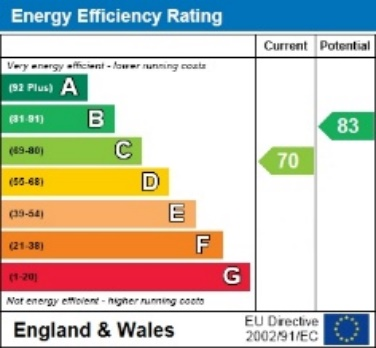 Energy Efficiency Rating
Current Potential
Very energy efficient - lower running costs
(92 Plus) A
(81-91) B
(69-80) C
(55-68) D
(39-54) E
(21-38) F
(1-20) G
83
70
Not energy efficient - higher running costs
England & Wales
EU Directive
2002/91/EC